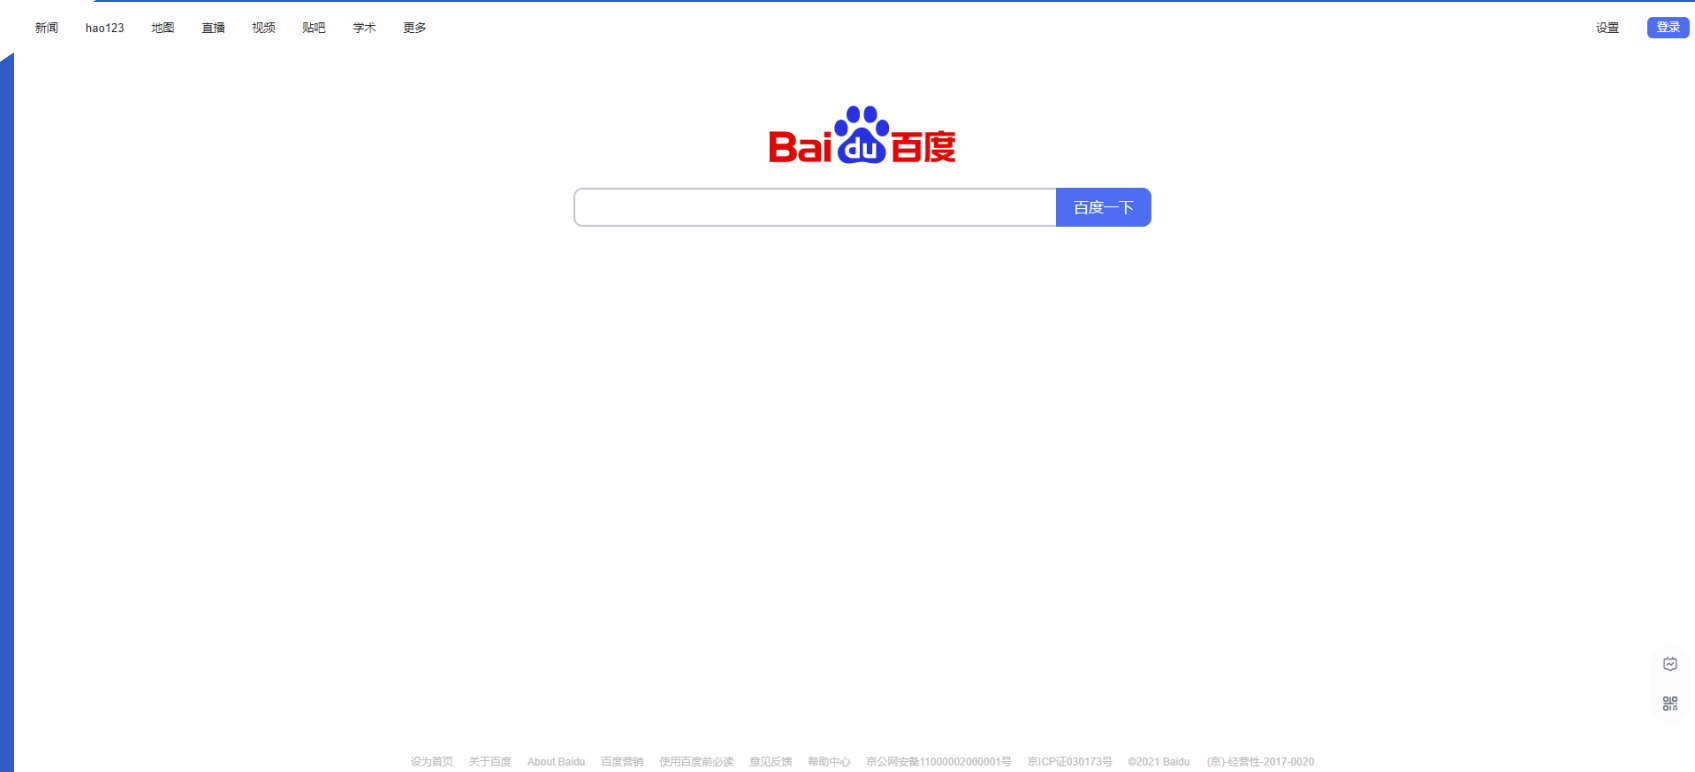 新闻 hao123 地图 直播 视频 贴吧 学术 更多 设置 登录
Bai du 百度
百度一下
设为首页 关于百度 About Baidu 百度营销 使用百度前必读 意见反馈 帮助中心 京公网安备11000002000001号 京ICP证030173号 ©2021 Baidu (京)-经营性-2017-0020